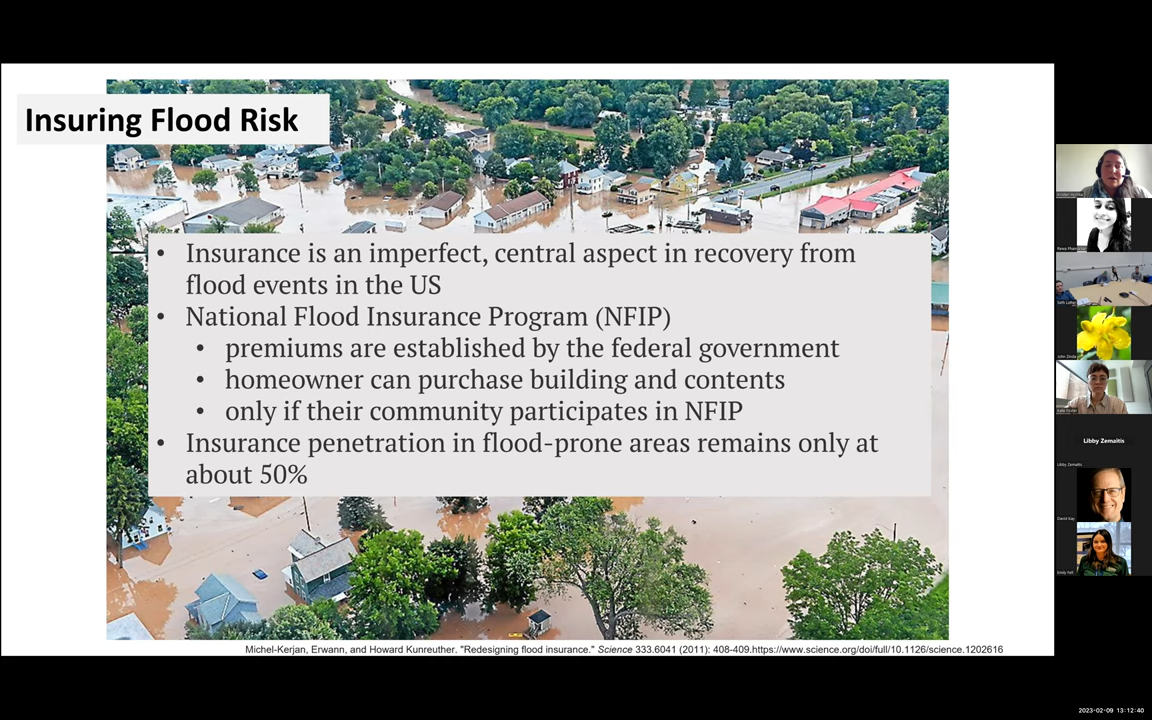 Insuring Flood Risk
• Insurance is an imperfect, central aspect in recovery from
flood events in the US
• National Flood Insurance Program (NFIP)
• premiums are established by the federal government
• homeowner can purchase building and contents
• only if their community participates in NFIP
• Insurance penetration in flood-prone areas remains only at
about 50%
Michel-Kerjan, Erwann, and Howard Kunreuther. "Redesigning flood insurance." Science 333.6041 (2011): 408-409.https://www.science.org/doi/full/10.1126/science.1202616
Libby Zemaitis
Libby Zemaitis
David Kay
2023-02-09 13:12:40